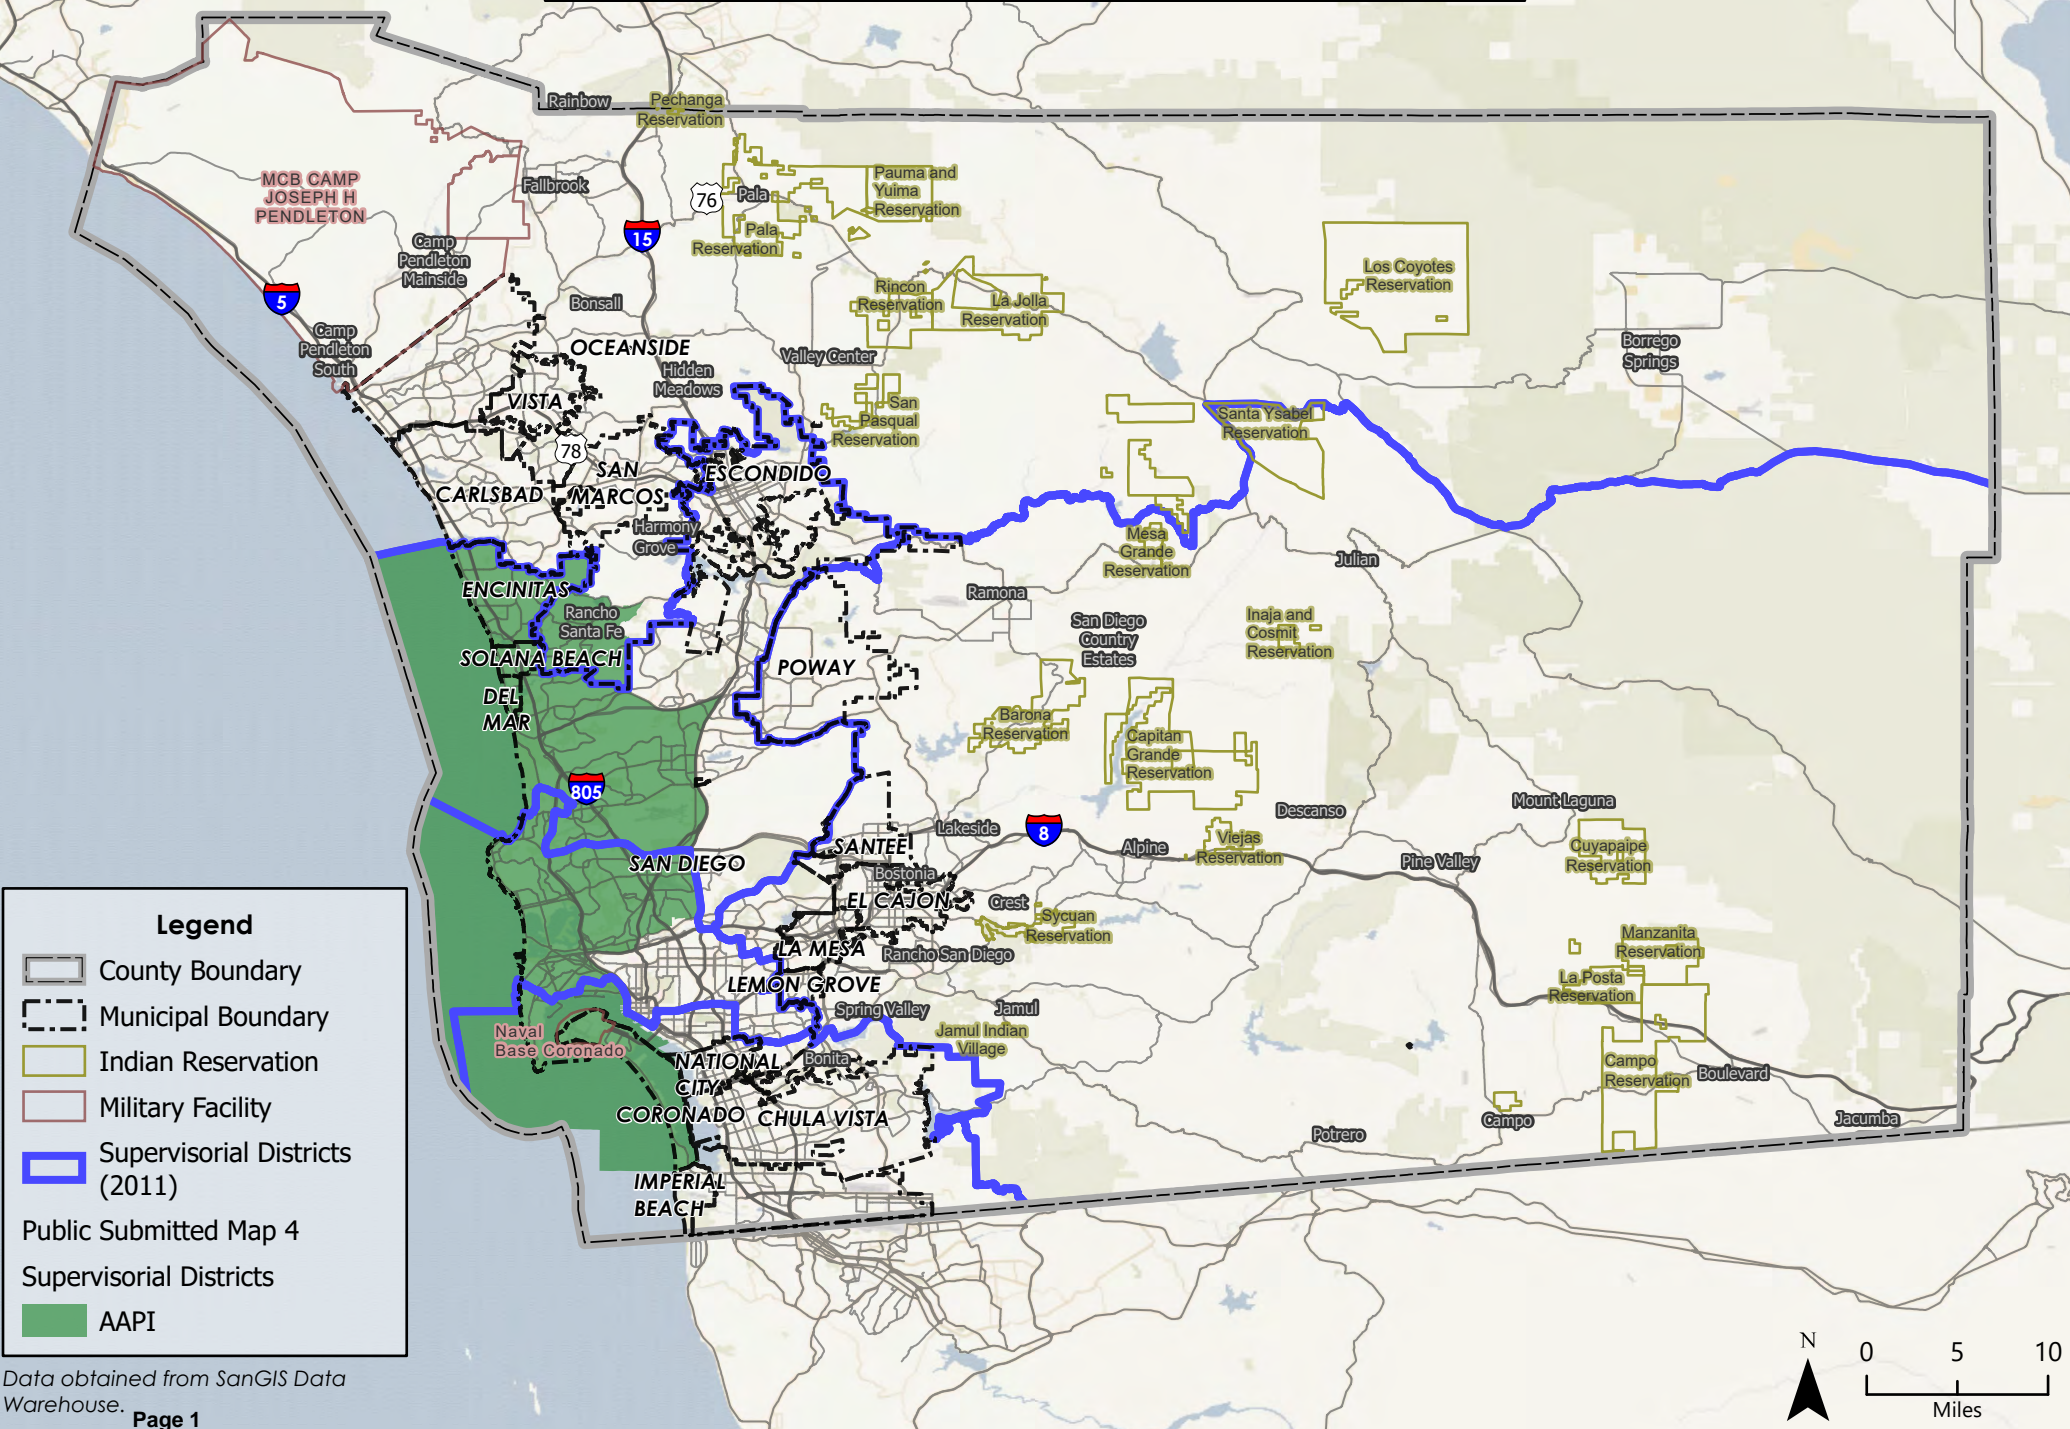 Rainbow
Pechanga
Reservation
MCB CAMP
JOSEPH H
PENDLETON
Fallbrook
76
Pala
Pauma and
Yuima
Reservation
15
Pala
Reservation
Camp
Pendleton
Mainside
5
Bonsall
Rincon
Reservation
La Jolla
Reservation
Los Coyotes
Reservation
Camp
Pendleton
South
OCEANSIDE
Hidden
Meadows
Valley Center
Borrego
Springs
VISTA
San
Pasqual
Reservation
Santa Ysabel
Reservation
78
SAN
MARCOS
ESCONDIDO
CARLSBAD
Harmony
Grove
Mesa
Grande
Reservation
Julian
ENCINITAS
Rancho
Santa Fe
Ramona
San Diego
Country
Estates
Inaja and
Cosmit
Reservation
SOLANA BEACH
POWAY
DEL
MAR
Barona
Reservation
Capitan
Grande
Reservation
805
Descanso
Mount Laguna
Lakeside
8
SAN DIEGO
SANTEE
Alpine
Viejas
Reservation
Pine Valley
Cuyapaipe
Reservation
Bostonia
EL CAJON
Crest
Sycuan
Reservation
LA MESA
Rancho San Diego
Manzanita
Reservation
LEMON GROVE
La Posta
Reservation
Spring Valley
Jamul
Naval
Base Coronado
Jamul Indian
Village
NATIONAL
CITY
Bonita
Campo
Reservation
Boulevard
CORONADO
CHULA VISTA
Potrero
Campo
Jacumba
IMPERIAL
BEACH
Legend
County Boundary
Municipal Boundary
Indian Reservation
Military Facility
Supervisorial Districts
(2011)
Public Submitted Map 4
Supervisorial Districts
AAPI
Data obtained from SanGIS Data
Warehouse.
Page 1
N
0 5 10
Miles